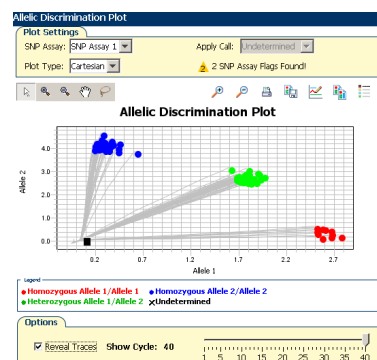 Allelic Discrimination Plot
Plot Settings
SNP Assay: SNP Assay 1 Apply Call: Undetermined
Plot Type: Cartesian 2 SNP Assay Flags Found!
Allelic Discrimination Plot
4.0
3.0
2.0
1.0
0.0
Allele 2
0.2 0.7 1.2 1.7 2.2 2.7
Allele 1
Legend
Homozygous Allele 1/Allele 1 Homozygous Allele 2/Allele 2
Heterozygous Allele 1/Allele 2 Undetermined
Options
Reveal Traces Show Cycle: 40
1 5 10 15 20 25 30 35 40